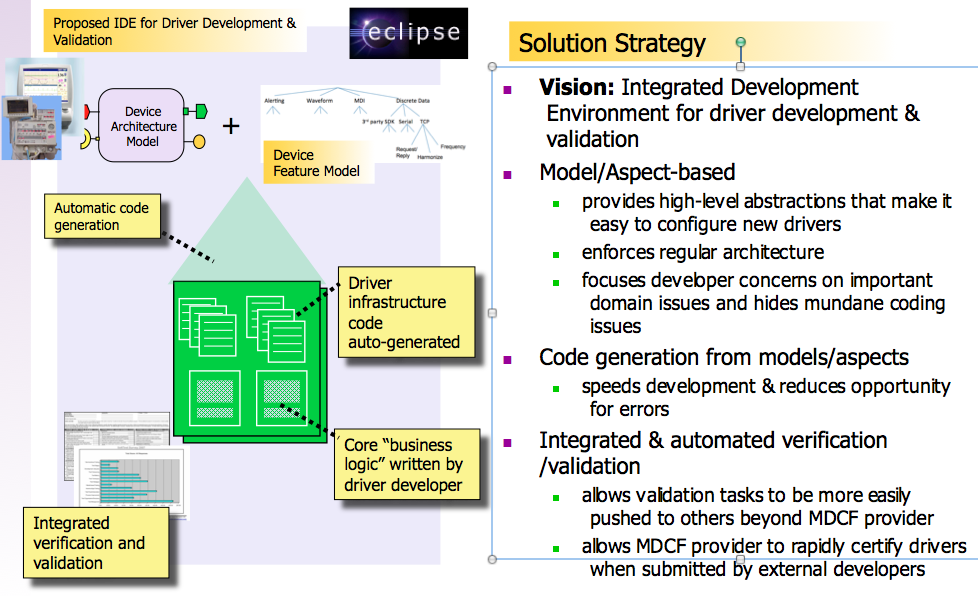 Proposed IDE for Driver Development &
Validation
eclipse
Device
Architecture
Model
+
Alerting
Waveform
MDI
Discrete Data
3rd party SDK
Serial
TCP
Request/
Reply
Harmonize
Frequency
Device
Feature Model
Automatic code
generation
Driver
infrastructure
code
auto-generated
Core “business
logic” written by
driver developer
Integrated
verification and
validation
Solution Strategy
Vision: Integrated Development
Environment for driver development &
validation
Model/Aspect-based
provides high-level abstractions that make it
easy to configure new drivers
enforces regular architecture
focuses developer concerns on important
domain issues and hides mundane coding
issues
Code generation from models/aspects
speeds development & reduces opportunity
for errors
Integrated & automated verification
/validation
allows validation tasks to be more easily
pushed to others beyond MDCF provider
allows MDCF provider to rapidly certify drivers
when submitted by external developers